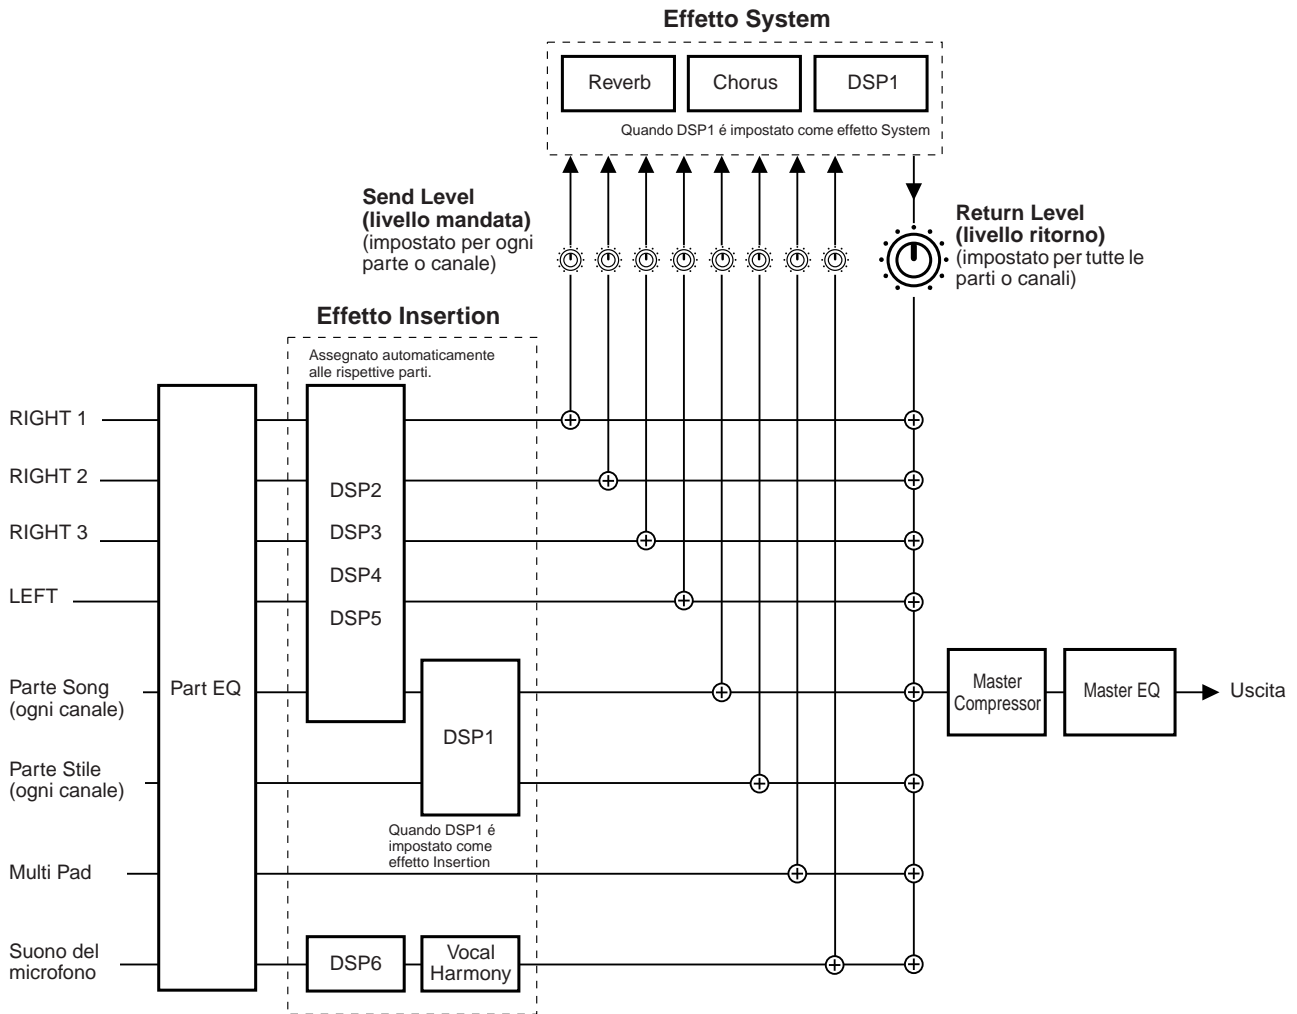 Effetto System
Reverb
Chorus
DSP1
Quando DSP1 é impostato come effetto System
Send Level
(livello mandata)
(impostato per ogni
parte o canale)
Return Level
(livello ritorno)
(impostato per tutte le
parti o canali)
Effetto Insertion
Assegnato automaticamente
alle rispettive parti.
RIGHT 1
RIGHT 2
RIGHT 3
LEFT
Parte Song
(ogni canale)
Parte Stile
(ogni canale)
Multi Pad
Suono del
microfono
Part EQ
DSP2
DSP3
DSP4
DSP5
DSP1
Quando DSP1 é
impostato come
effetto Insertion
DSP6
Vocal
Harmony
Master
Compressor
Master EQ
Uscita